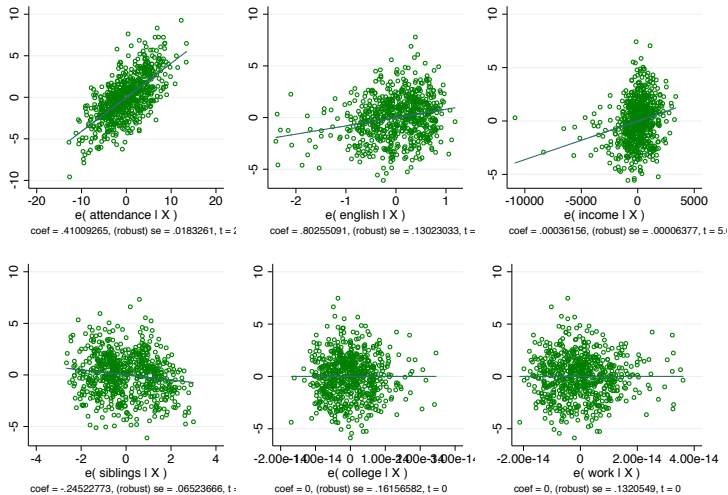 10
5
0
-5
-10
-20 -10 0 10 20
e( attendance | X )
coef = .41009265, (robust) se = .0183261, t =
10
5
0
-5
-2 -1 0 1
e( english | X )
coef = .80255091, (robust) se = .13023033, t =
10
5
0
-5
-10000 -5000 0 5000
e( income | X )
coef = .00036156, (robust) se = .00006377, t = 5.
10
5
0
-5
-4 -2 0 2 4
e( siblings | X )
coef = -.24522773, (robust) se = .06523666, t =
10
5
0
-5
0
e( college | X )
coef = 0, (robust) se = .16156582, t = 0
10
5
0
-5
-2.00e-14 0 2.00e-14 4.00e-14
e( work | X )
coef = 0, (robust) se = .1320549, t = 0